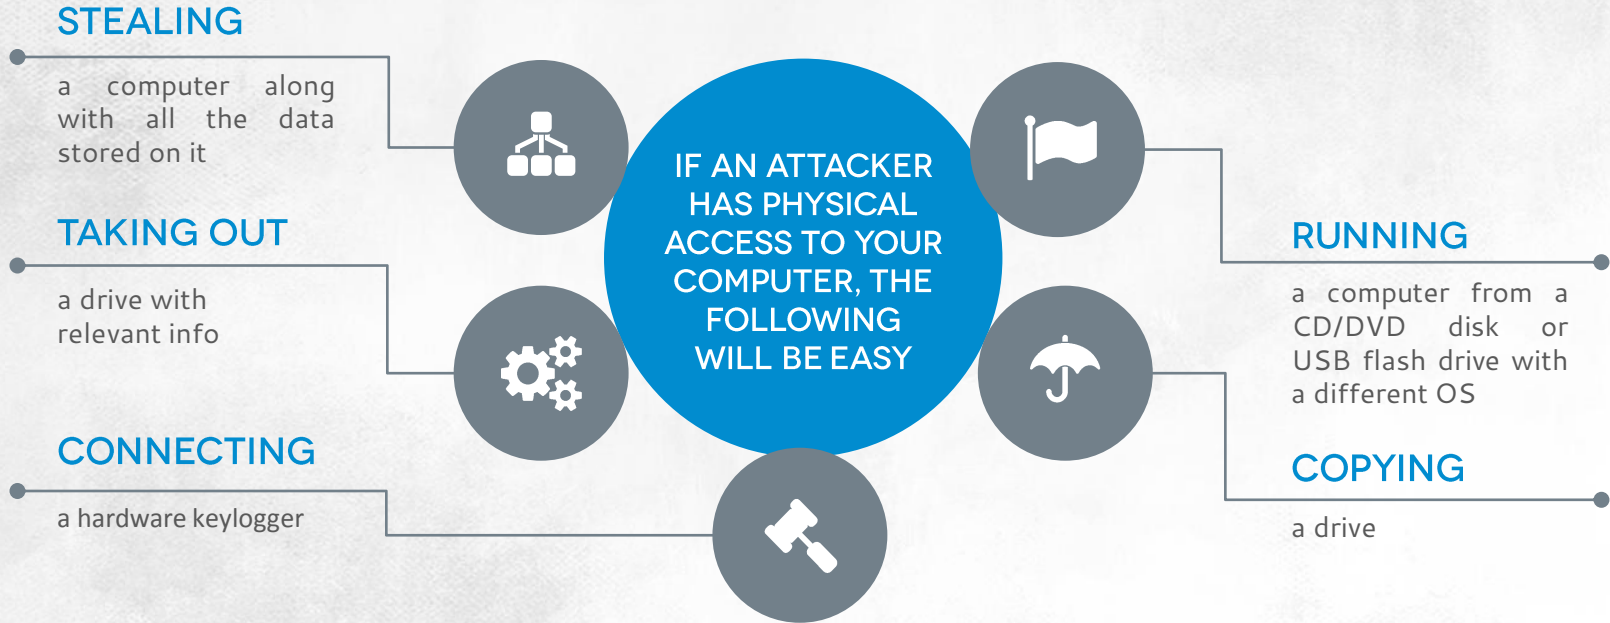 STEALING
a computer along
with all the data
stored on it
TAKING OUT
a drive with
relevant info
CONNECTING
a hardware keylogger
IF AN ATTACKER
HAS PHYSICAL
ACCESS TO YOUR
COMPUTER, THE
FOLLOWING
WILL BE EASY
RUNNING
a computer from a
CD/DVD disk or
USB flash drive with
a different OS
COPYING
a drive